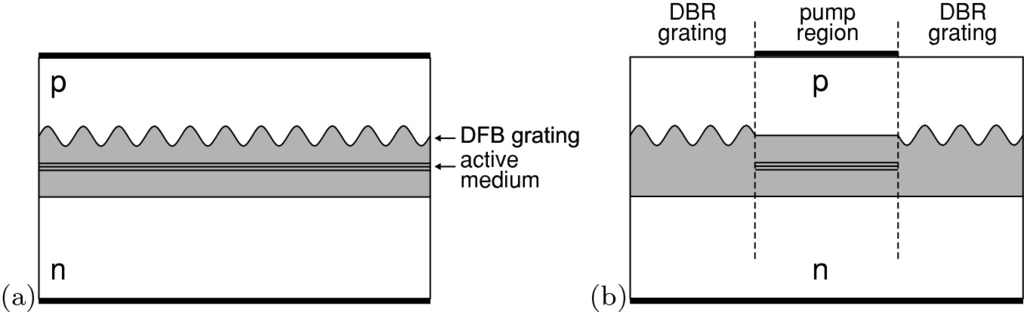 p
DFB grating
active
medium
n
(a)
DBR
grating
pump
region
DBR
grating
p
n
(b)